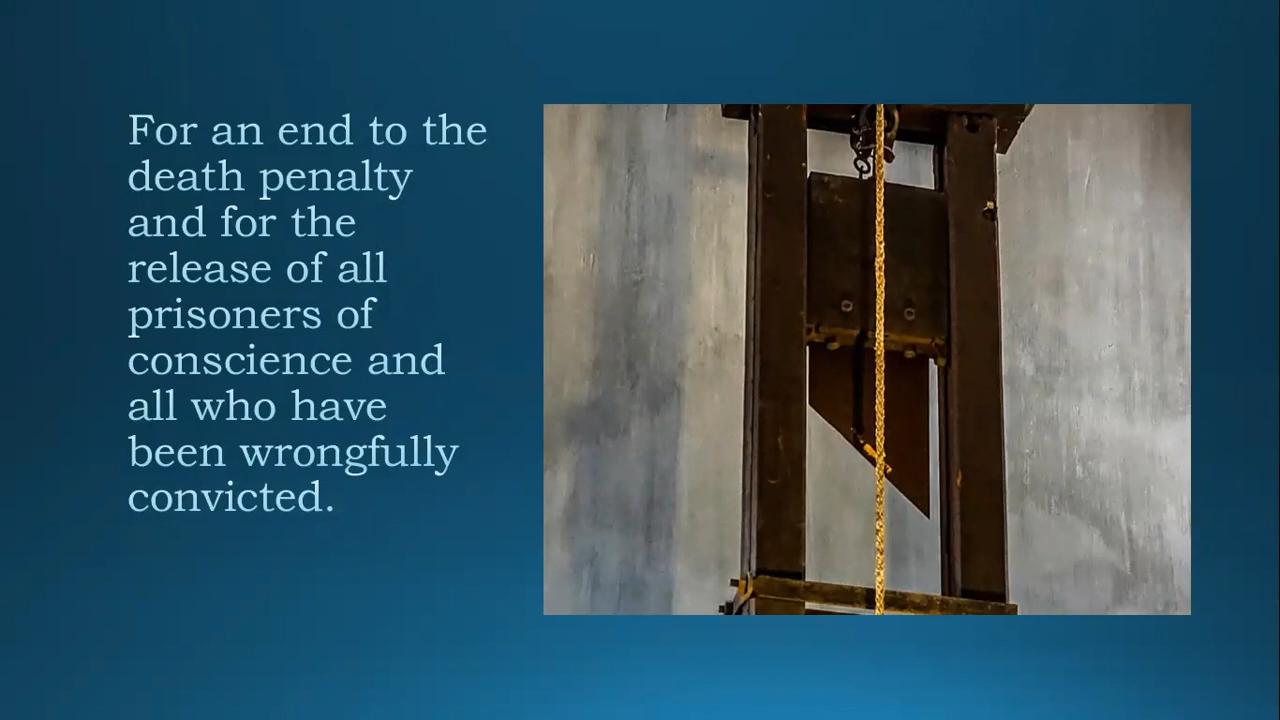 For an end to the
death penalty
and for the
release of all
prisoners of
conscience and
all who have
been wrongfully
convicted.